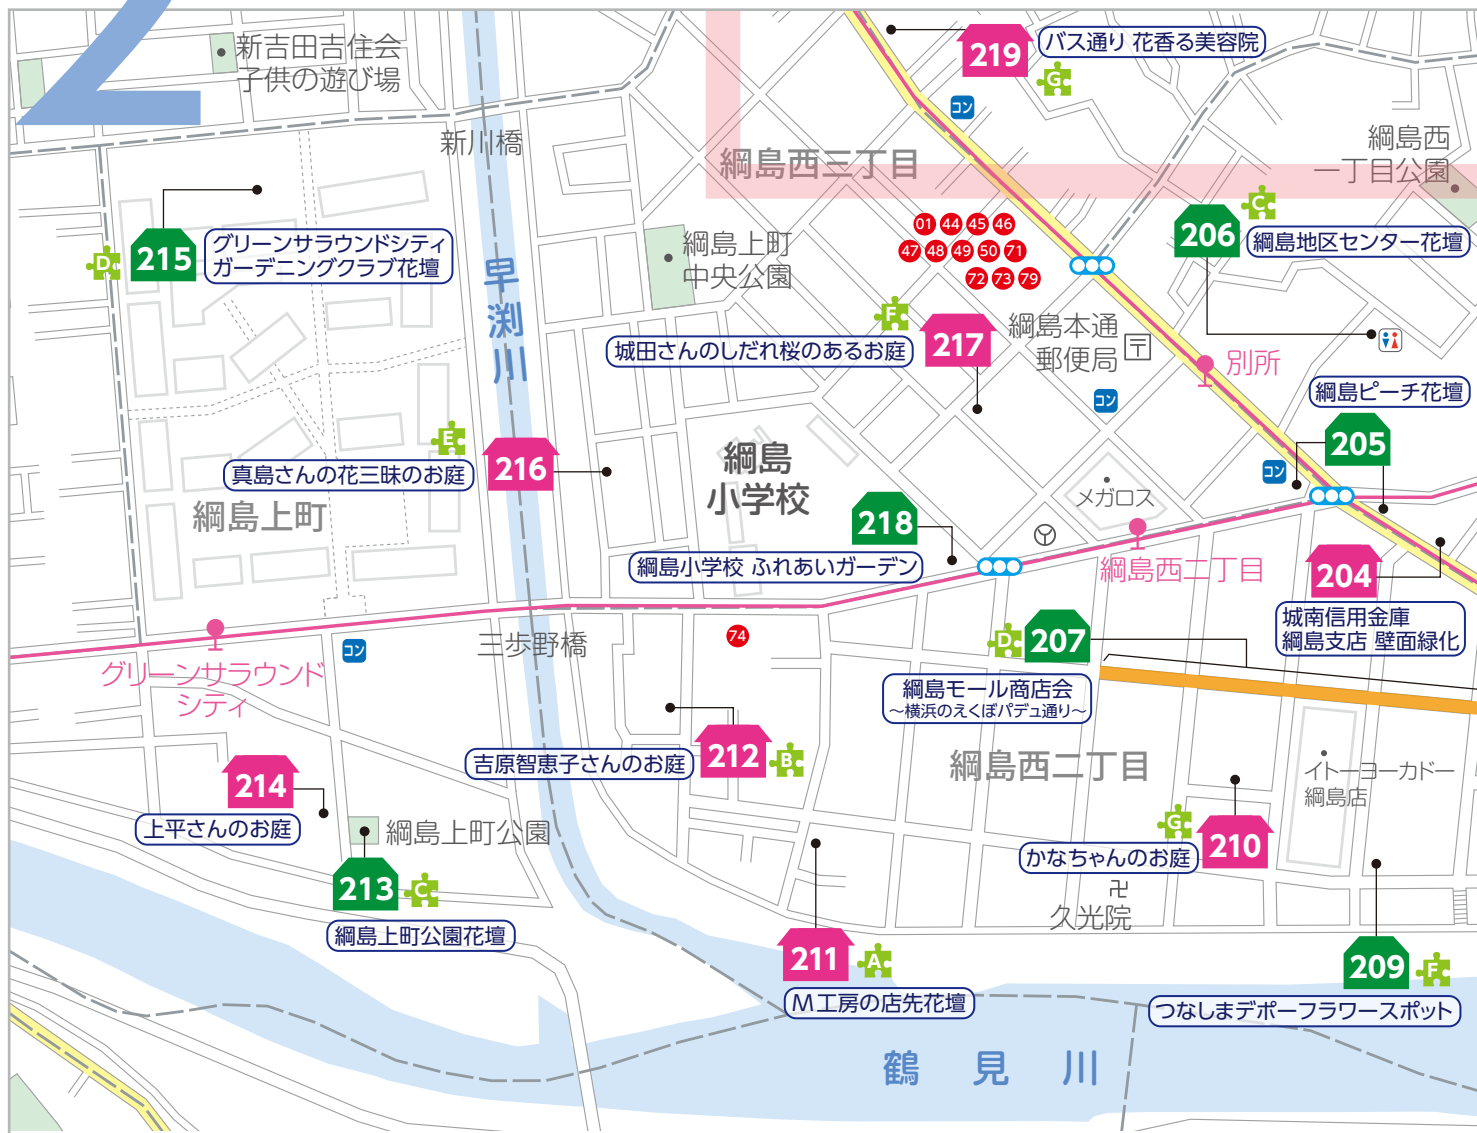 2
新吉田吉住会
子供の遊び場
219
バス通り 花香る美容院
G
コン
新川橋
綱島西三丁目
綱島西
一丁目公園
C
206
綱島地区センター花壇
01 44 45 46
47 48 49 50 71
72 73 79
D
215
グリーンサラウンドシティ
ガーデニングクラブ花壇
早渕川
綱島上町
中央公園
F
217
城田さんのしだれ桜のあるお庭
綱島本通
郵便局
〒
別所
コン
綱島ピーチ花壇
205
コン
E
216
真島さんの花三昧のお庭
綱島上町
綱島
小学校
メガロス
218
綱島小学校 ふれあいガーデン
綱島西二丁目
204
城南信用金庫
綱島支店 壁面緑化
三歩野橋
74
D
207
綱島モール商店会
〜横浜のえくぼパデュ通り〜
コン
グリーンサラウンド
シティ
212
B
吉原智恵子さんのお庭
綱島西二丁目
イトーヨーカドー
綱島店
214
上平さんのお庭
綱島上町公園
G
210
かなちゃんのお庭
卍
久光院
213
C
綱島上町公園花壇
211
A
M工房の店先花壇
209
F
つなしまデポーフラワースポット
鶴見川